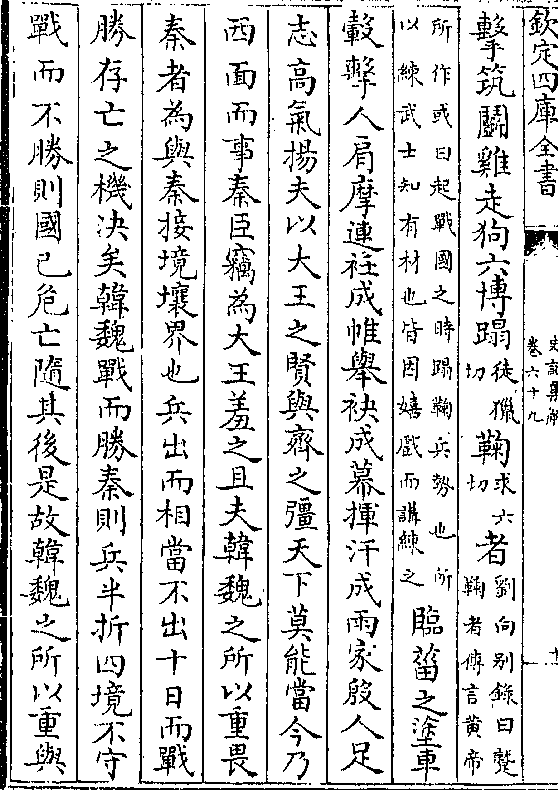 欽定四庫全書
史記集解
卷六十九
十
擊筑鬭雞走狗六博蹋徒獵切鞠求六切者劉向别録曰蹵鞠者傳言黄帝
所作或曰起戰國之時蹋鞠兵勢也所以練武士知有材也皆因嬉戲而講練之臨菑之塗車
轂擊人肩摩連衽成帷舉袂成幕揮汗成雨家殷人足
志高氣揚夫以大王之賢與齊之彊天下莫能當今乃
西面而事秦臣竊為大王羞之且夫韓魏之所以重畏
秦者為與秦接境壤界也兵出而相當不出十日而戰
勝存亡之機決矣韓魏戰而勝秦則兵半折四境不守
戰而不勝則國已危亡隨其後是故韓魏之所以重與